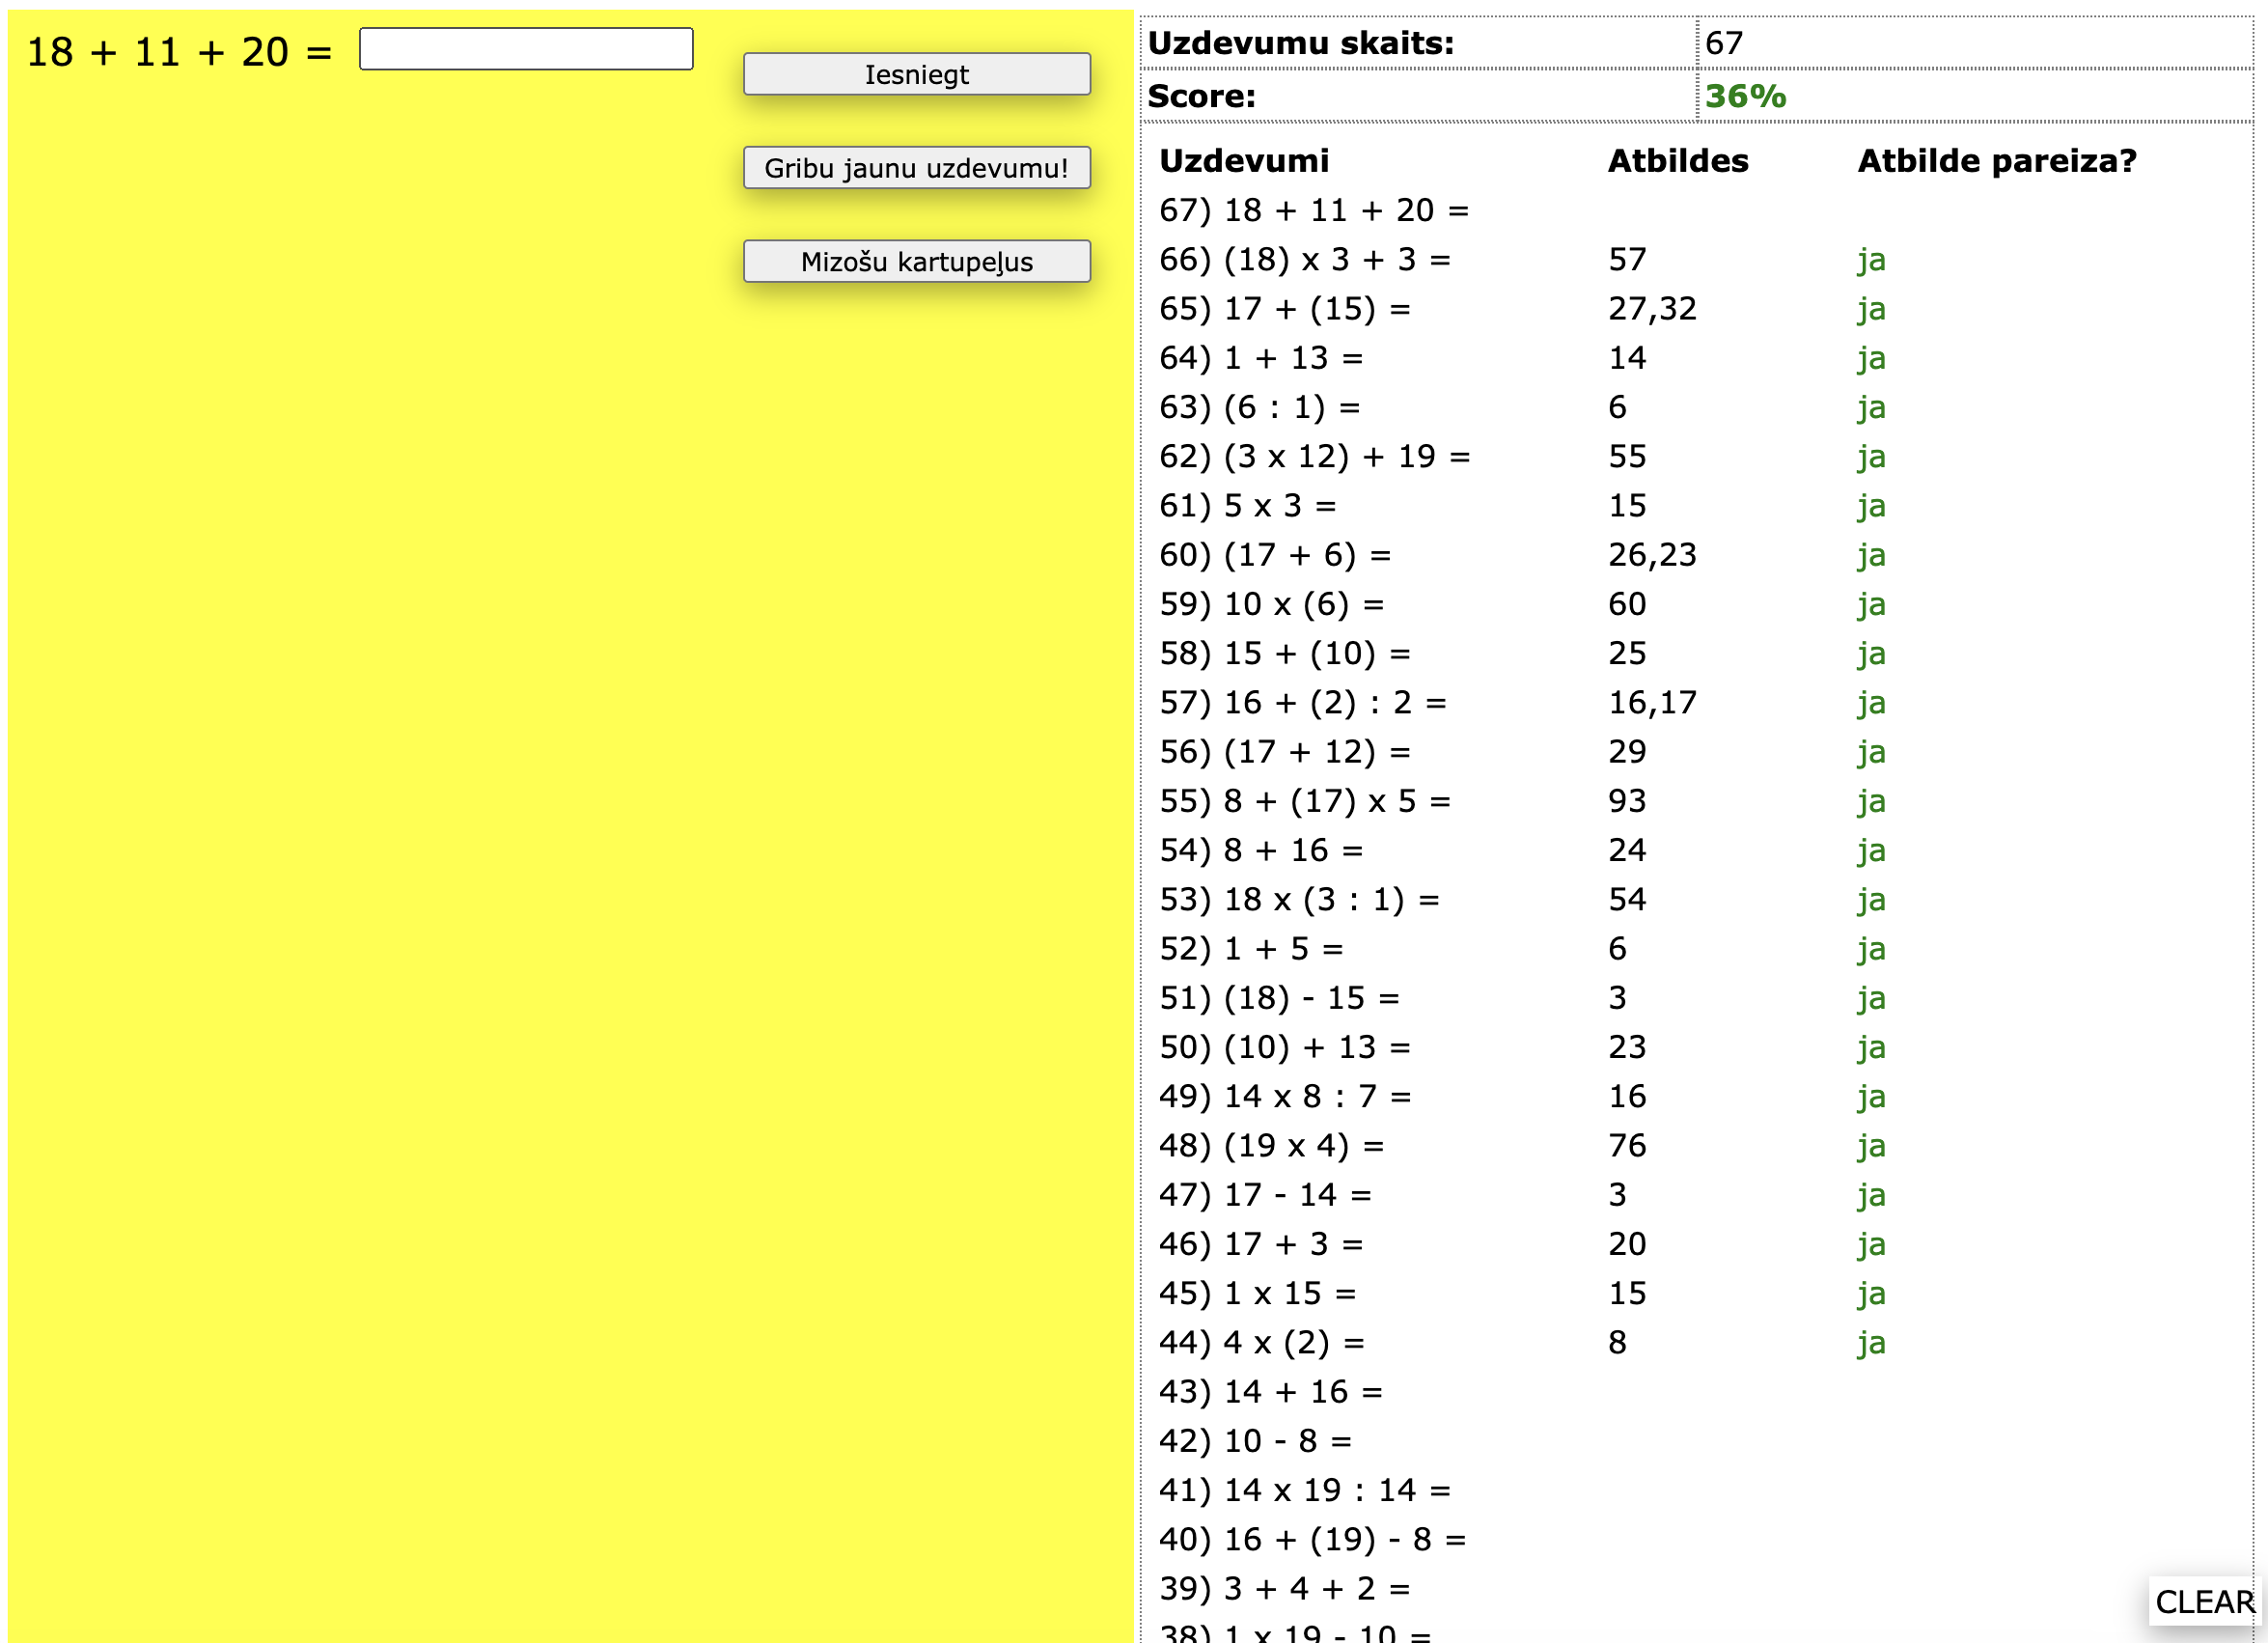 18 + 11 + 20 =
Iesniegt
Gribu jaunu uzdevumu!
Mizošu kartupeļus
Uzdevumu skaits: 67
Score: 36%
Uzdevumi Atbildes Atbilde pareiza?
67) 18 + 11 + 20 =
66) (18) x 3 + 3 = 57 ja
65) 17 + (15) = 27,32 ja
64) 1 + 13 = 14 ja
63) (6 : 1) = 6 ja
62) (3 x 12) + 19 = 55 ja
61) 5 x 3 = 15 ja
60) (17 + 6) = 26,23 ja
59) 10 x (6) = 60 ja
58) 15 + (10) = 25 ja
57) 16 + (2) : 2 = 16,17 ja
56) (17 + 12) = 29 ja
55) 8 + (17) x 5 = 93 ja
54) 8 + 16 = 24 ja
53) 18 x (3 : 1) = 54 ja
52) 1 + 5 = 6 ja
51) (18) - 15 = 3 ja
50) (10) + 13 = 23 ja
49) 14 x 8 : 7 = 16 ja
48) (19 x 4) = 76 ja
47) 17 - 14 = 3 ja
46) 17 + 3 = 20 ja
45) 1 x 15 = 15 ja
44) 4 x (2) = 8 ja
43) 14 + 16 =
42) 10 - 8 =
41) 14 x 19 : 14 =
40) 16 + (19) - 8 =
39) 3 + 4 + 2 =
38) 1 x 19 - 10 =
CLEAR